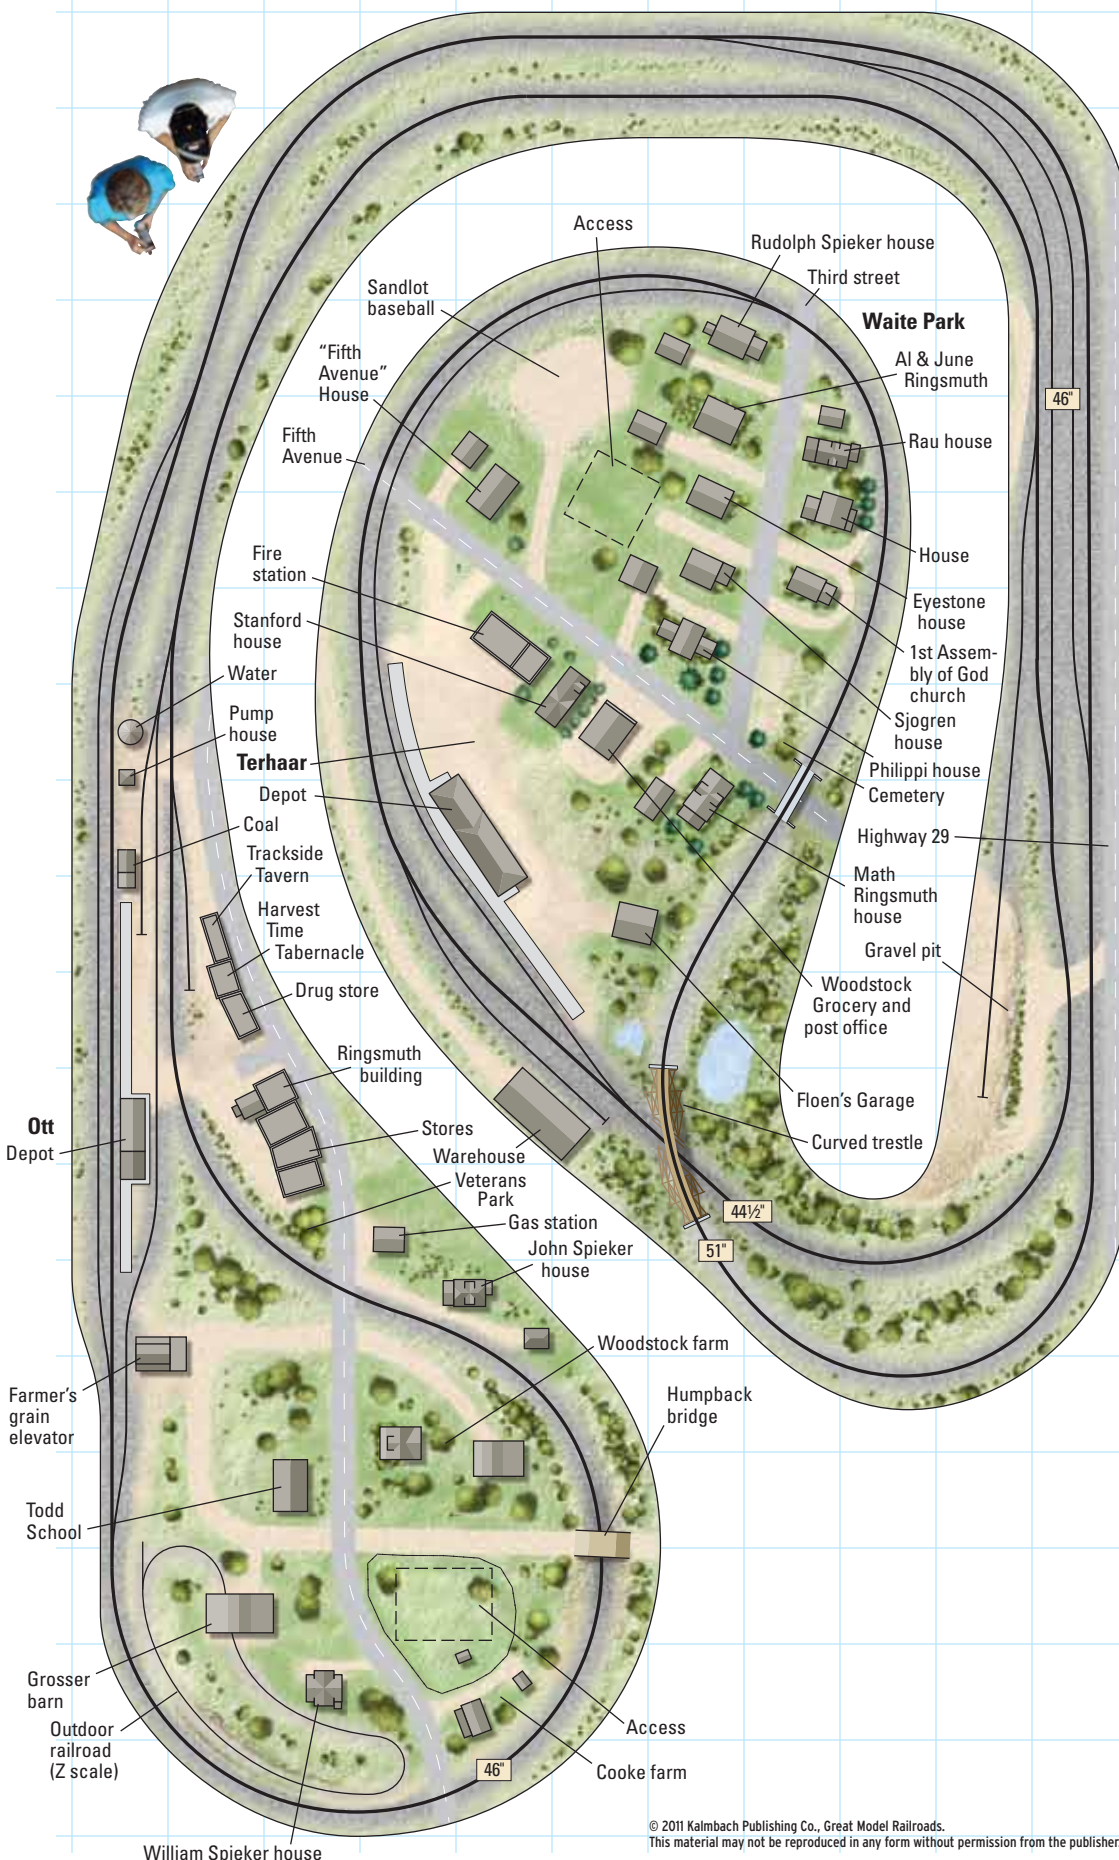 Access
Rudolph Spieker house
Third street
Sandlot
baseball
Waite Park
“Fifth
Avenue”
House
Al & June
Ringsmuth
46"
Fifth
Avenue
Rau house
Fire
station
House
Stanford
house
Eyestone
house
Water
1st Assem-
bly of God
church
Pump
house
Sjogren
house
Terhaar
Philippi house
Depot
Cemetery
Coal
Highway 29
Trackside
Tavern
Math
Ringsmuth
house
Harvest
Time
Tabernacle
Gravel pit
Drug store
Woodstock
Grocery and
post office
Ringsmuth
building
Floen's Garage
Ott
Depot
Stores
Curved trestle
Warehouse
Veterans
Park
44½"
Gas station
51"
John Spieker
house
Woodstock farm
Farmer's
grain
elevator
Humpback
bridge
Todd
School
Grosser
barn
Outdoor
railroad
(Z scale)
Access
46"
Cooke farm
© 2011 Kalmbach Publishing Co., Great Model Railroads.
This material may not be reproduced in any form without permission from the publisher.
William Spieker house